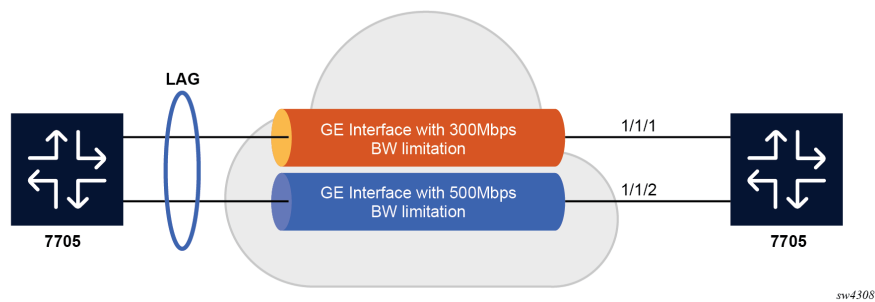 LAG
GE Interface with 300Mbps
BW limitation
1/1/1
GE Interface with 500Mbps
BW limitation
1/1/2
7705
7705
sw4308